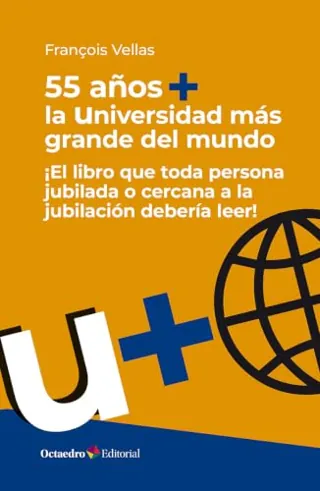 François Vellas
55 años +
la Universidad más
grande del mundo
¡El libro que toda persona
jubilada o cercana a la
jubilación debería leer!
u+
Octaedro Editorial